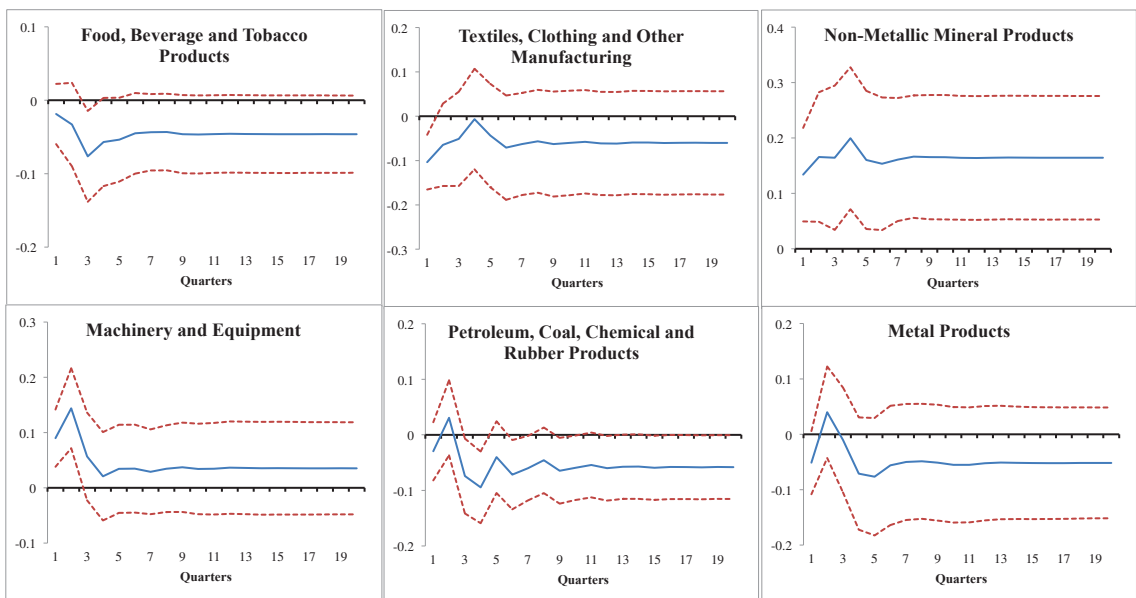 Food, Beverage and Tobacco
Products
0.1
0
-0.1
-0.2
1 3 5 7 9 11 13 15 17 19
Quarters
Textiles, Clothing and Other
Manufacturing
0.2
0.1
0
-0.1
-0.2
-0.3
1 3 5 7 9 11 13 15 17 19
Quarters
Non-Metallic Mineral Products
0.4
0.3
0.2
0.1
0
1 3 5 7 9 11 13 15 17 19
Quarters
Machinery and Equipment
0.3
0.2
0.1
0
-0.1
1 3 5 7 9 11 13 15 17 19
Quarters
Petroleum, Coal, Chemical and
Rubber Products
0.2
0.1
0
-0.1
-0.2
1 3 5 7 9 11 13 15 17 19
Quarters
Metal Products
0.2
0.1
0
-0.1
-0.2
1 3 5 7 9 11 13 15 17 19
Quarters